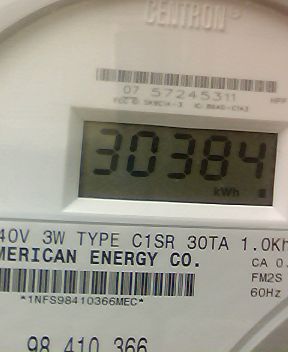 CENTRON®
07 57245311
30384
kWh
40V 3W TYPE C1SR 30TA 1.0Kh
MERICAN ENERGY CO.
CA 0.
*1NFS98410366MEC*
FM2S
60Hz
98 410 366